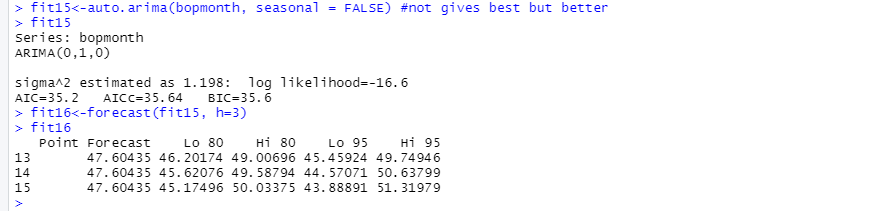 > fit15<-auto.arima(bopmonth, seasonal = FALSE) #not gives best but better
> fit15
Series: bopmonth
ARIMA(0,1,0)

sigma^2 estimated as 1.198:  log likelihood=-16.6
AIC=35.2   AICc=35.64   BIC=35.6
> fit16<-forecast(fit15, h=3)
> fit16
   Point Forecast    Lo 80    Hi 80    Lo 95    Hi 95
13       47.60435 46.20174 49.00696 45.45924 49.74946
14       47.60435 45.62076 49.58794 44.57071 50.63799
15       47.60435 45.17496 50.03375 43.88891 51.31979
>